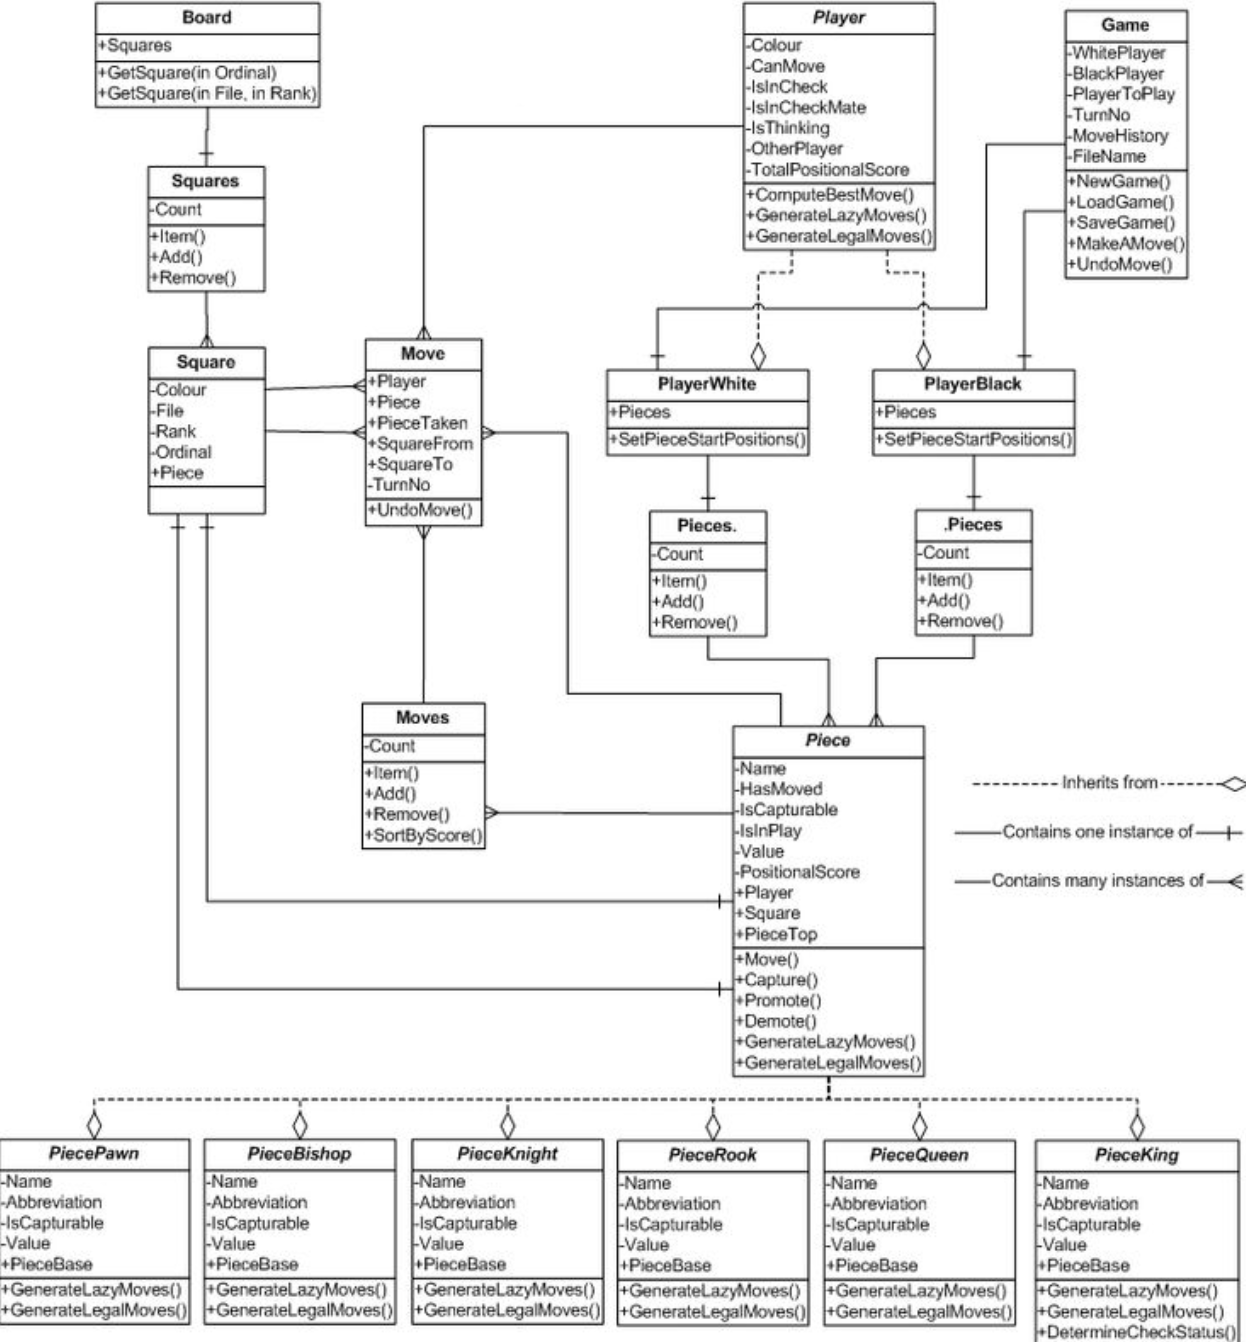 Board
+Squares
+GetSquare(in Ordinal)
+GetSquare(in File, in Rank)
Player
-Colour
-CanMove
-IsInCheck
-IsInCheckMate
-IsThinking
-OtherPlayer
-TotalPositionalScore
+ComputeBestMove()
+GenerateLazyMoves()
+GenerateLegalMoves()
Game
-WhitePlayer
-BlackPlayer
-PlayerToPlay
-TurnNo
-MoveHistory
-FileName
+NewGame()
+LoadGame()
+SaveGame()
+MakeAMove()
+UndoMove()
Squares
-Count
+Item()
+Add()
+Remove()
Square
-Colour
-File
-Rank
-Ordinal
+Piece
Move
+Player
+Piece
+PieceTaken
+SquareFrom
+SquareTo
-TurnNo
+UndoMove()
PlayerWhite
+Pieces
+SetPieceStartPositions()
PlayerBlack
+Pieces
+SetPieceStartPositions()
Pieces.
-Count
+Item()
+Add()
+Remove()
.Pieces
-Count
+Item()
+Add()
+Remove()
Moves
-Count
+Item()
+Add()
+Remove()
+SortByScore()
Piece
-Name
-HasMoved
-IsCapturable
-IsInPlay
-Value
-PositionalScore
+Player
+Square
+PieceTop
+Move()
+Capture()
+Promote()
+Demote()
+GenerateLazyMoves()
+GenerateLegalMoves()
Inherits from
Contains one instance of
Contains many instances of
PiecePawn
-Name
-Abbreviation
-IsCapturable
-Value
+PieceBase
+GenerateLazyMoves()
+GenerateLegalMoves()
PieceBishop
-Name
-Abbreviation
-IsCapturable
-Value
+PieceBase
+GenerateLazyMoves()
+GenerateLegalMoves()
PieceKnight
-Name
-Abbreviation
-IsCapturable
-Value
+PieceBase
+GenerateLazyMoves()
+GenerateLegalMoves()
PieceRook
-Name
-Abbreviation
-IsCapturable
-Value
+PieceBase
+GenerateLazyMoves()
+GenerateLegalMoves()
PieceQueen
-Name
-Abbreviation
-IsCapturable
-Value
+PieceBase
+GenerateLazyMoves()
+GenerateLegalMoves()
PieceKing
-Name
-Abbreviation
-IsCapturable
-Value
+PieceBase
+GenerateLazyMoves()
+GenerateLegalMoves()
+DetermineCheckStatus()